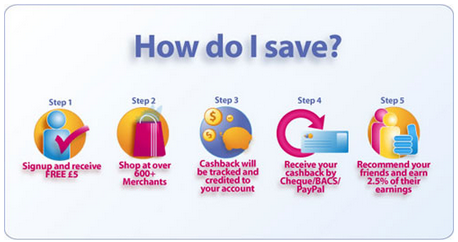 How do I save?
Step 1
Signup and receive
FREE £5
Step 2
Shop at over
600+
Merchants
Step 3
Cashback will
be tracked and
credited to
your account
Step 4
Receive your
cashback by
Cheque/BACS/
PayPal
Step 5
Recommend your
friends and earn
2.5% of their
earnings